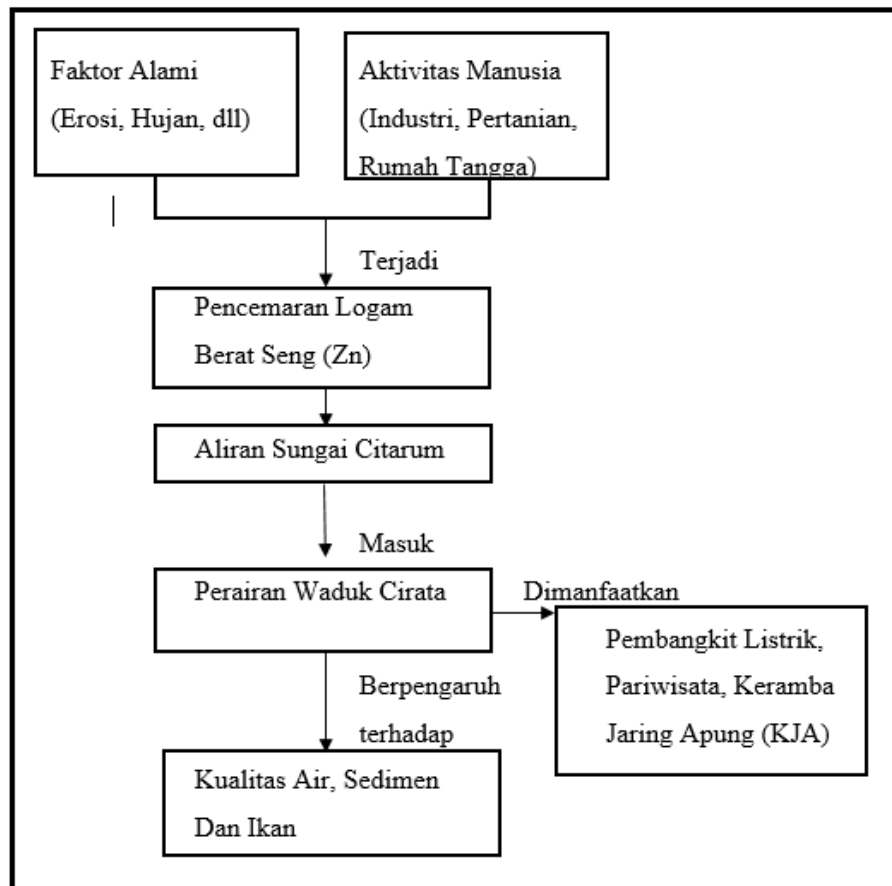 Faktor Alami
(Erosi, Hujan, dll)
Aktivitas Manusia
(Industri, Pertanian,
Rumah Tangga)
Terjadi
Pencemaran Logam
Berat Seng (Zn)
Aliran Sungai Citarum
Masuk
Perairan Waduk Cirata
Dimanfaatkan
Pembangkit Listrik,
Pariwisata, Keramba
Jaring Apung (KJA)
Berpengaruh
terhadap
Kualitas Air, Sedimen
Dan Ikan